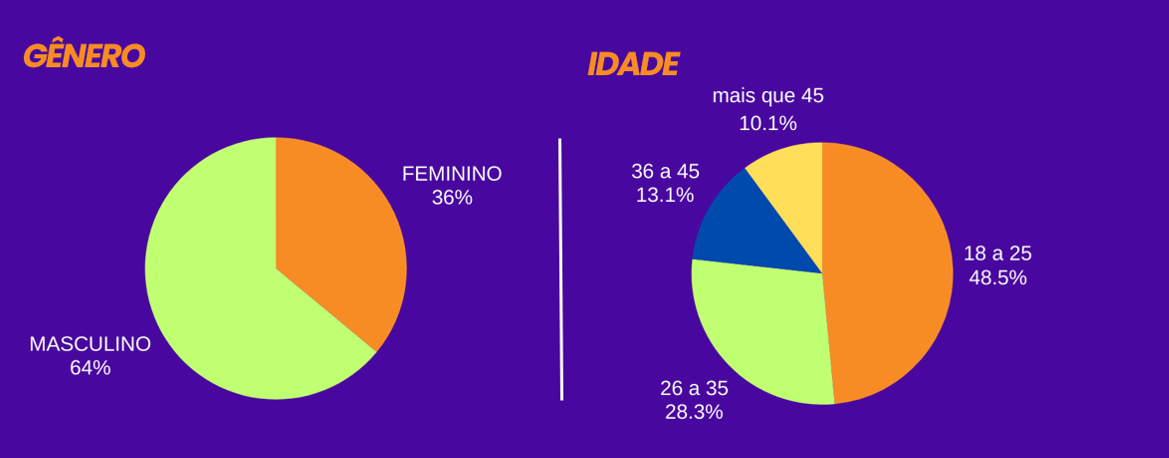 GÊNERO
FEMININO
36%
MASCULINO
64%
IDADE
mais que 45
10.1%
36 a 45
13.1%
18 a 25
48.5%
26 a 35
28.3%